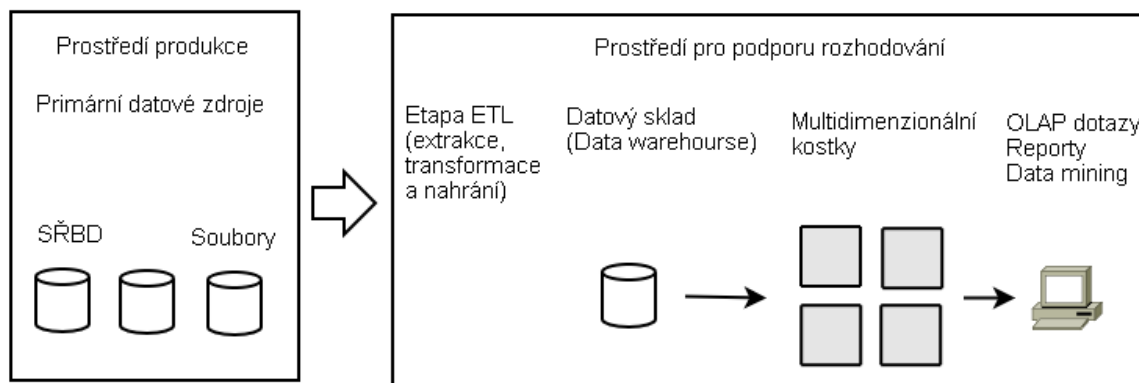 Prostředí produkce
Primární datové zdroje
SŘBD
Soubory
Prostředí pro podporu rozhodování
Etapa ETL
(extrakce,
transformace
a nahrání)
Datový sklad
(Data warehourse)
Multidimenzionální
kostky
OLAP dotazy
Reporty
Data mining